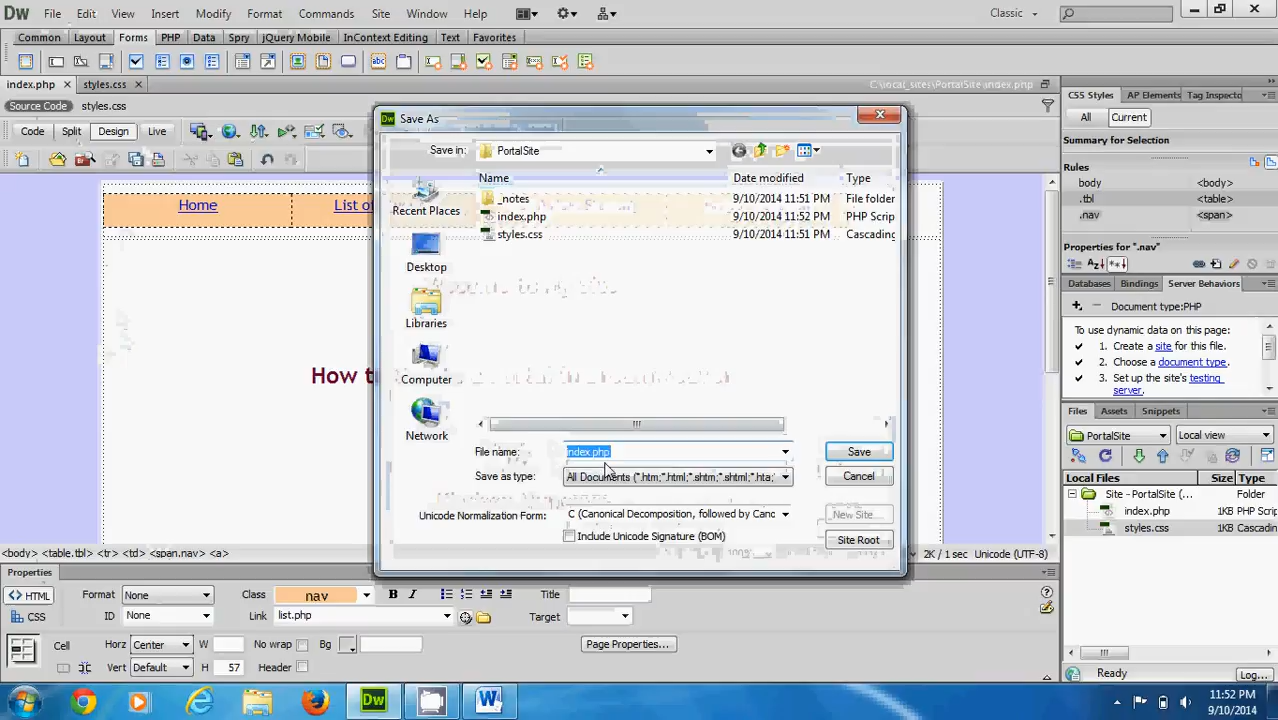 Dw File Edit View Insert Modify Format Commands Site Window Help Classic
Common Layout Forms PHP Data Spry jQuery Mobile InContext Editing Text Favorites
index.php styles.css C:\local_sites\PortalSite\index.php
Source Code styles.css
Code Split Design Live
Home List of
How t
Save As
Save in: PortalSite
Name Date modified Type
_notes 9/10/2014 11:51 PM File folder
index.php 9/10/2014 11:52 PM PHP Scrip
styles.css 9/10/2014 11:51 PM Cascading
Recent Places
Desktop
Libraries
Computer
Network
File name: index.php Save
Save as type: All Documents (*.htm;*.html;*.shtm;*.shtml;*.hta; Cancel
Unicode Normalization Form: C (Canonical Decomposition, followed by Canc New Site...
Include Unicode Signature (BOM) Site Root
CSS Styles AP Elements Tag Inspecto
All Current
Summary for Selection
Rules
body <body>
.tbl <table>
.nav <span>
Properties for ".nav"
Databases Bindings Server Behaviors
Document type:PHP
To use dynamic data on this page:
1. Create a site for this file.
2. Choose a document type.
3. Set up the site's testing
server.
Files Assets Snippets
PortalSite Local view
Local Files Size Type
Site - PortalSite (... Folder
index.php 1KB PHP Scr
styles.css 1KB Cascadin
Ready Log...
<body> <table.tbl> <tr> <td> <span.nav> <a> 2K / 1 sec Unicode (UTF-8)
Properties
HTML Format None Class nav B I Title
CSS ID None Link list.php Target
Cell Horz Center W No wrap Bg Page Properties...
Vert Default H 57 Header
11:52 PM
9/10/2014